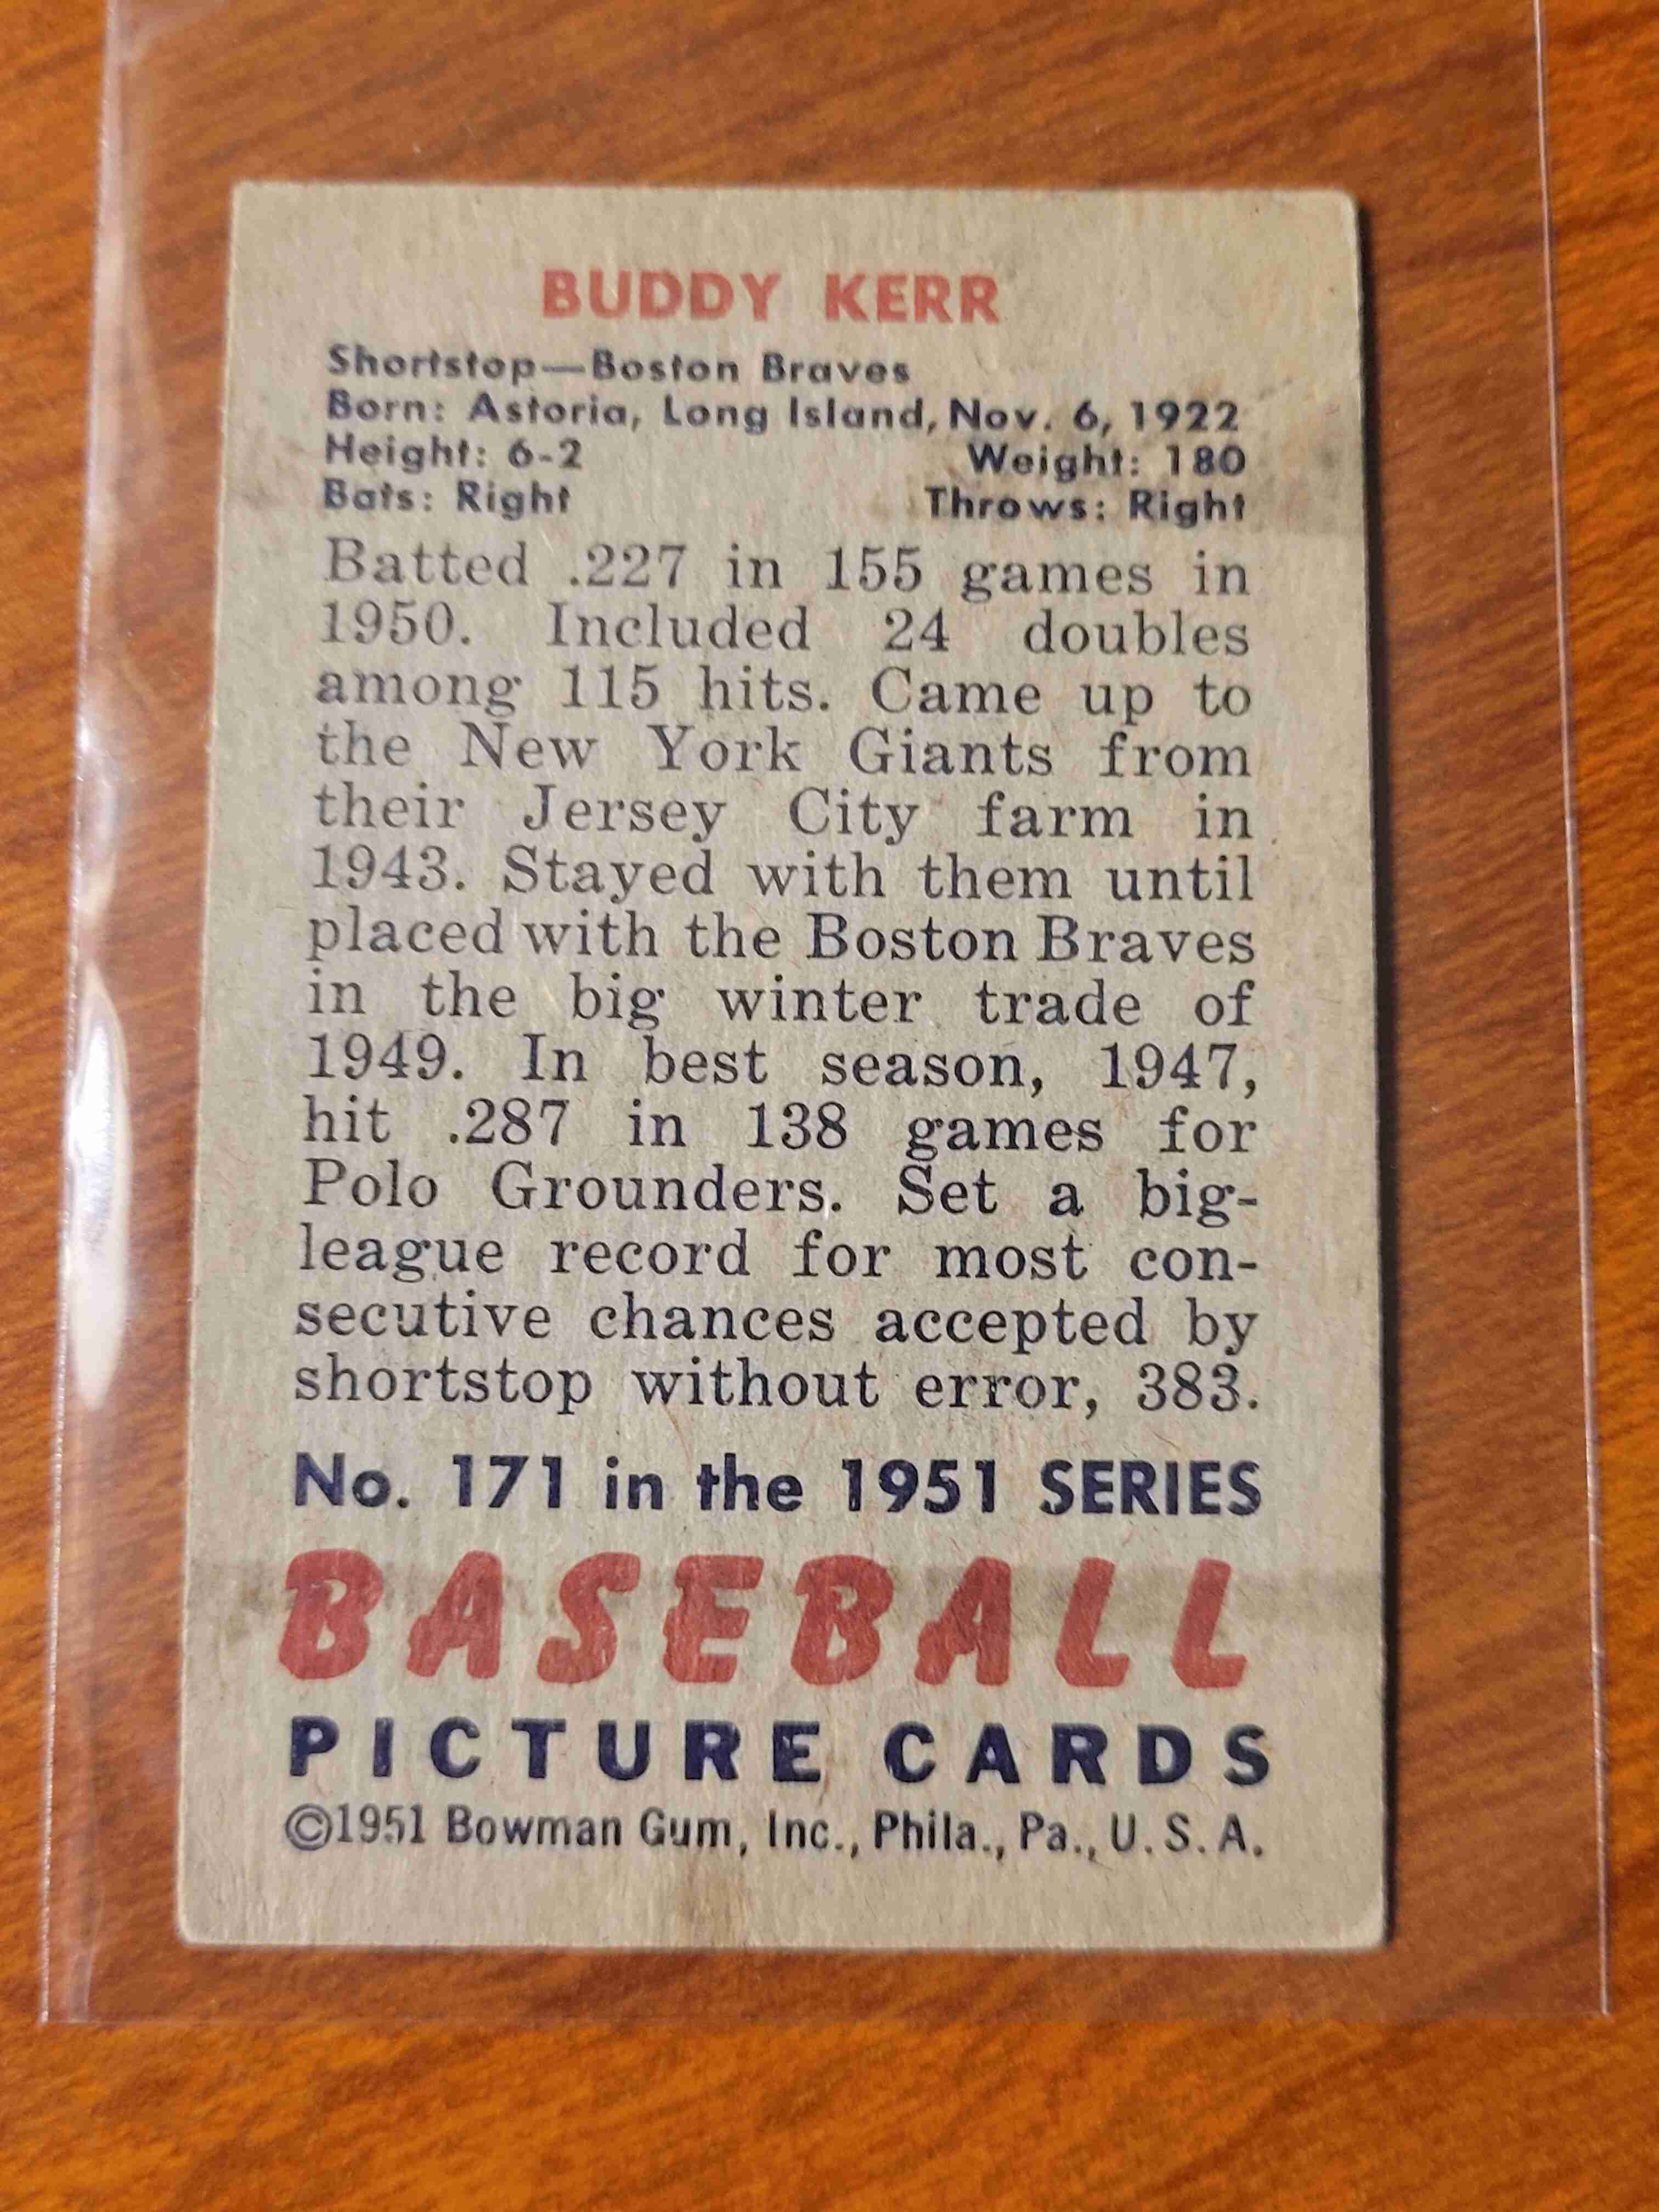 BUDDY KERR
Shortstop—Boston Braves
Born: Astoria, Long Island, Nov. 6, 1922
Height: 6-2 Weight: 180
Bats: Right Throws: Right
Batted .227 in 155 games in
1950. Included 24 doubles
among 115 hits. Came up to
the New York Giants from
their Jersey City farm in
1943. Stayed with them until
placed with the Boston Braves
in the big winter trade of
1949. In best season, 1947,
hit .287 in 138 games for
Polo Grounders. Set a big-
league record for most con-
secutive chances accepted by
shortstop without error, 383.
No. 171 in the 1951 SERIES
BASEBALL
PICTURE CARDS
©1951 Bowman Gum, Inc., Phila., Pa., U. S. A.